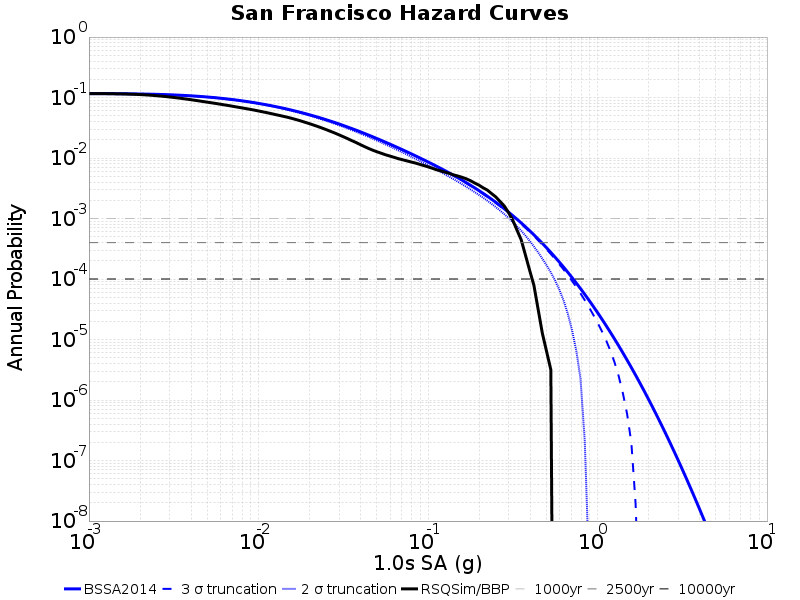 San Francisco Hazard Curves
10^0
10^-1
10^-2
10^-3
10^-4
10^-5
10^-6
10^-7
10^-8
Annual Probability
10^-3 10^-2 10^-1 10^0 10^1
1.0s SA (g)
BSSA2014 3 σ truncation 2 σ truncation RSQSim/BBP 1000yr 2500yr 10000yr